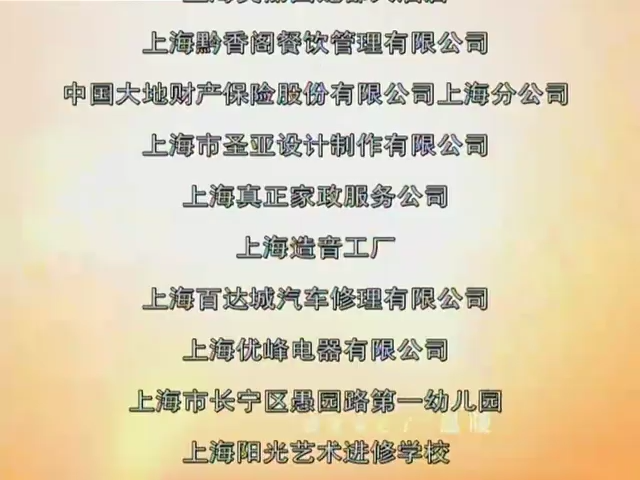 上海黔香阁餐饮管理有限公司
中国大地财产保险股份有限公司上海分公司
上海市圣亚设计制作有限公司
上海真正家政服务公司
上海造音工厂
上海百达城汽车修理有限公司
上海优峰电器有限公司
上海市长宁区愚园路第一幼儿园
上海阳光艺术进修学校